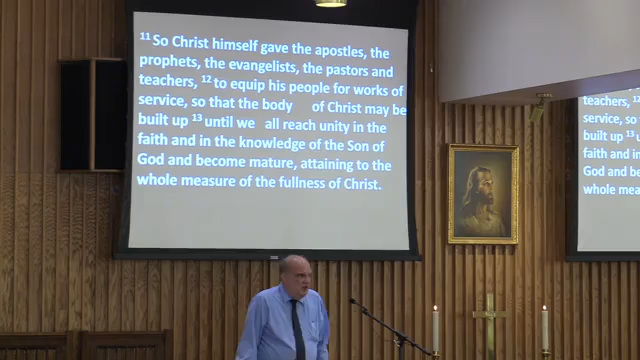 11 So Christ himself gave the apostles, the
prophets, the evangelists, the pastors and
teachers, 12 to equip his people for works of
service, so that the body of Christ may be
built up 13 until we all reach unity in the
faith and in the knowledge of the Son of
God and become mature, attaining to the
whole measure of the fullness of Christ.
teachers, 12
service, so
built up 13
faith and in
God and be
whole meas